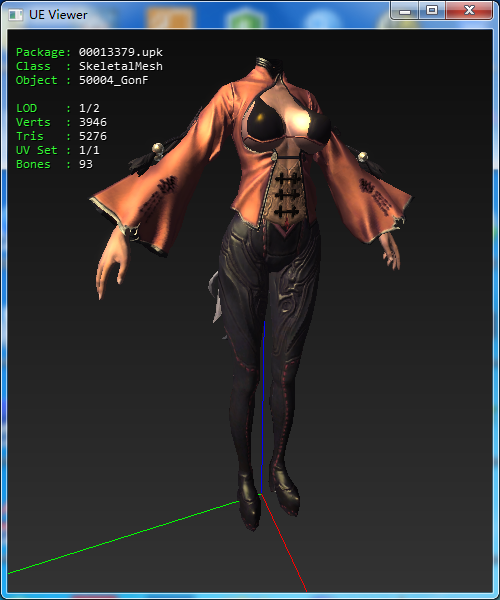 UE Viewer
Package: 00013379.upk
Class : SkeletalMesh
Object : 50004_GonF
LOD : 1/2
Verts : 3946
Tris : 5276
UV Set : 1/1
Bones : 93